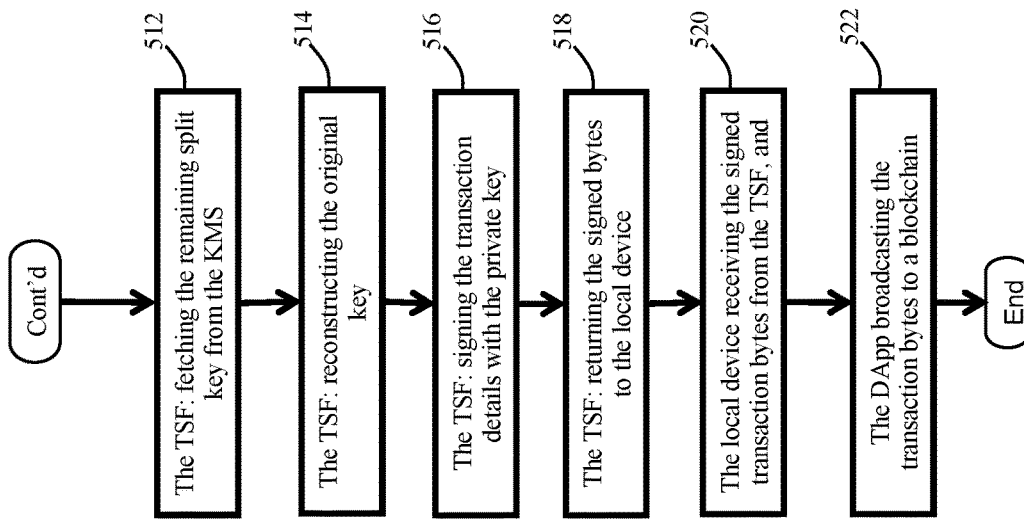 Cont'd
The TSF: fetching the remaining split
key from the KMS
512
The TSF: reconstructing the original
key
514
The TSF: signing the transaction
details with the private key
516
The TSF: returning the signed bytes
to the local device
518
The local device receiving the signed
transaction bytes from the TSF, and
520
The DApp broadcasting the
transaction bytes to a blockchain
522
End